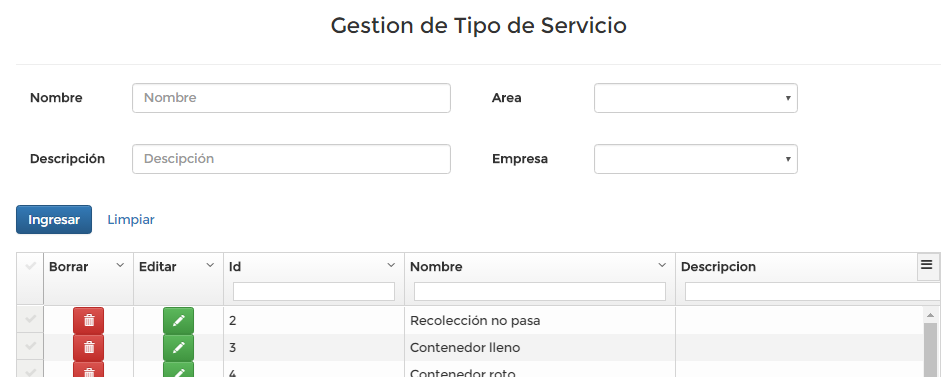 Gestion de Tipo de Servicio
Nombre Nombre Area
Descripción Descipción Empresa
Ingresar Limpiar
Borrar Editar Id Nombre Descripcion
2 Recolección no pasa
3 Contenedor lleno
4 Contenedor roto